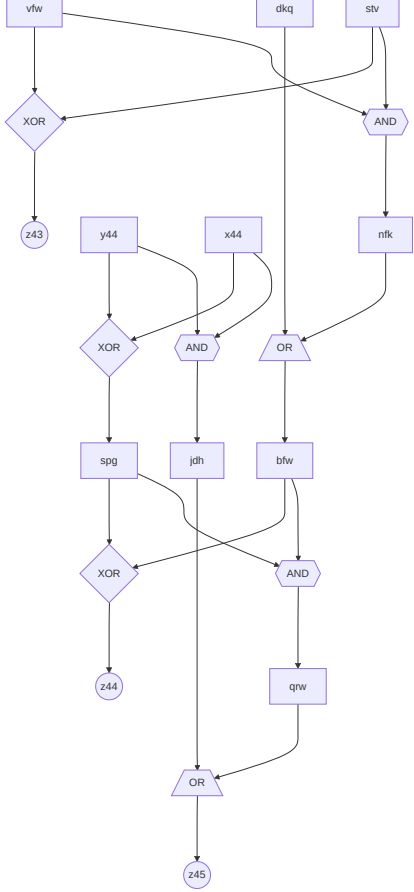 vfw dkq stv
XOR AND
z43 nfk
y44 x44
XOR AND OR
spg jdh bfw
XOR AND
z44 qrw
OR
z45